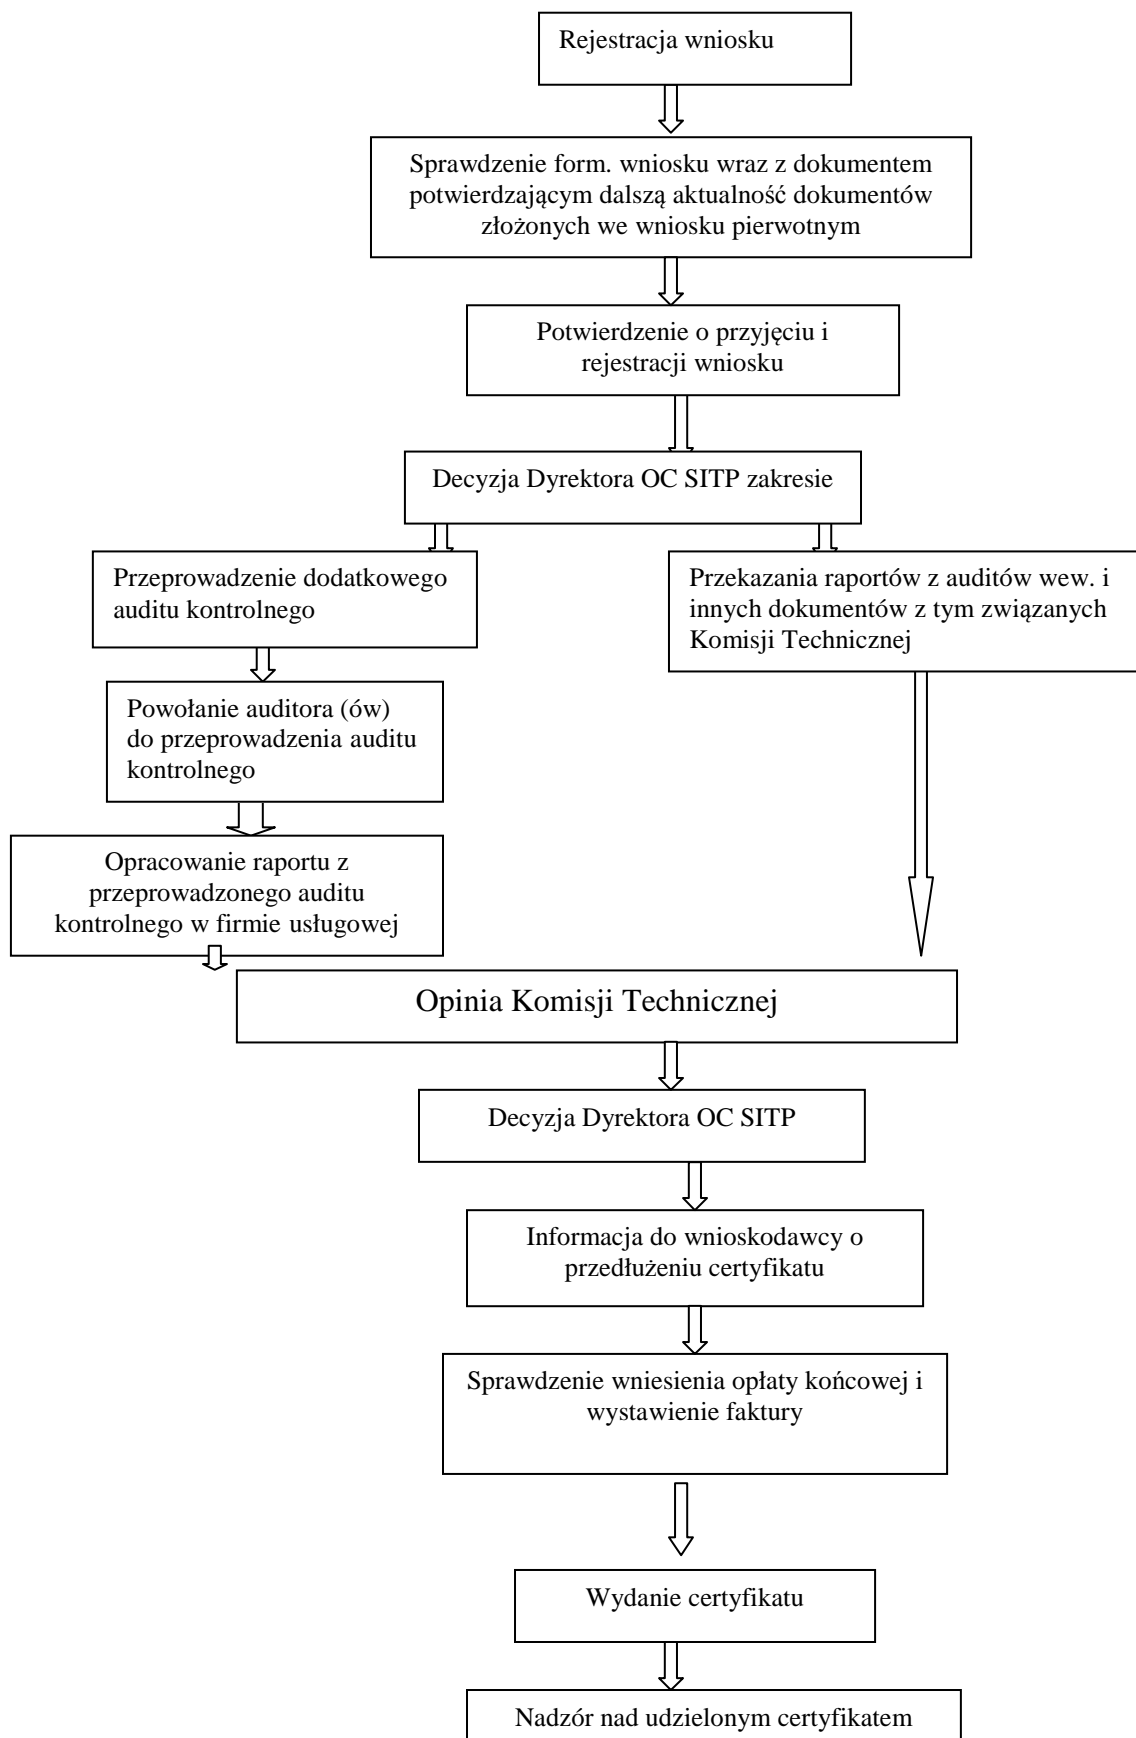 Rejestracja wniosku
Sprawdzenie form. wniosku wraz z dokumentem
potwierdzającym dalszą aktualność dokumentów
złożonych we wniosku pierwotnym
Potwierdzenie o przyjęciu i
rejestracji wniosku
Decyzja Dyrektora OC SITP zakresie
Przeprowadzenie dodatkowego
auditu kontrolnego
Przekazania raportów z auditów wew. i
innych dokumentów z tym związanych
Komisji Technicznej
Powołanie auditora (ów)
do przeprowadzenia auditu
kontrolnego
Opracowanie raportu z
przeprowadzonego auditu
kontrolnego w firmie usługowej
Opinia Komisji Technicznej
Decyzja Dyrektora OC SITP
Informacja do wnioskodawcy o
przedłużeniu certyfikatu
Sprawdzenie wniesienia opłaty końcowej i
wystawienie faktury
Wydanie certyfikatu
Nadzór nad udzielonym certyfikatem